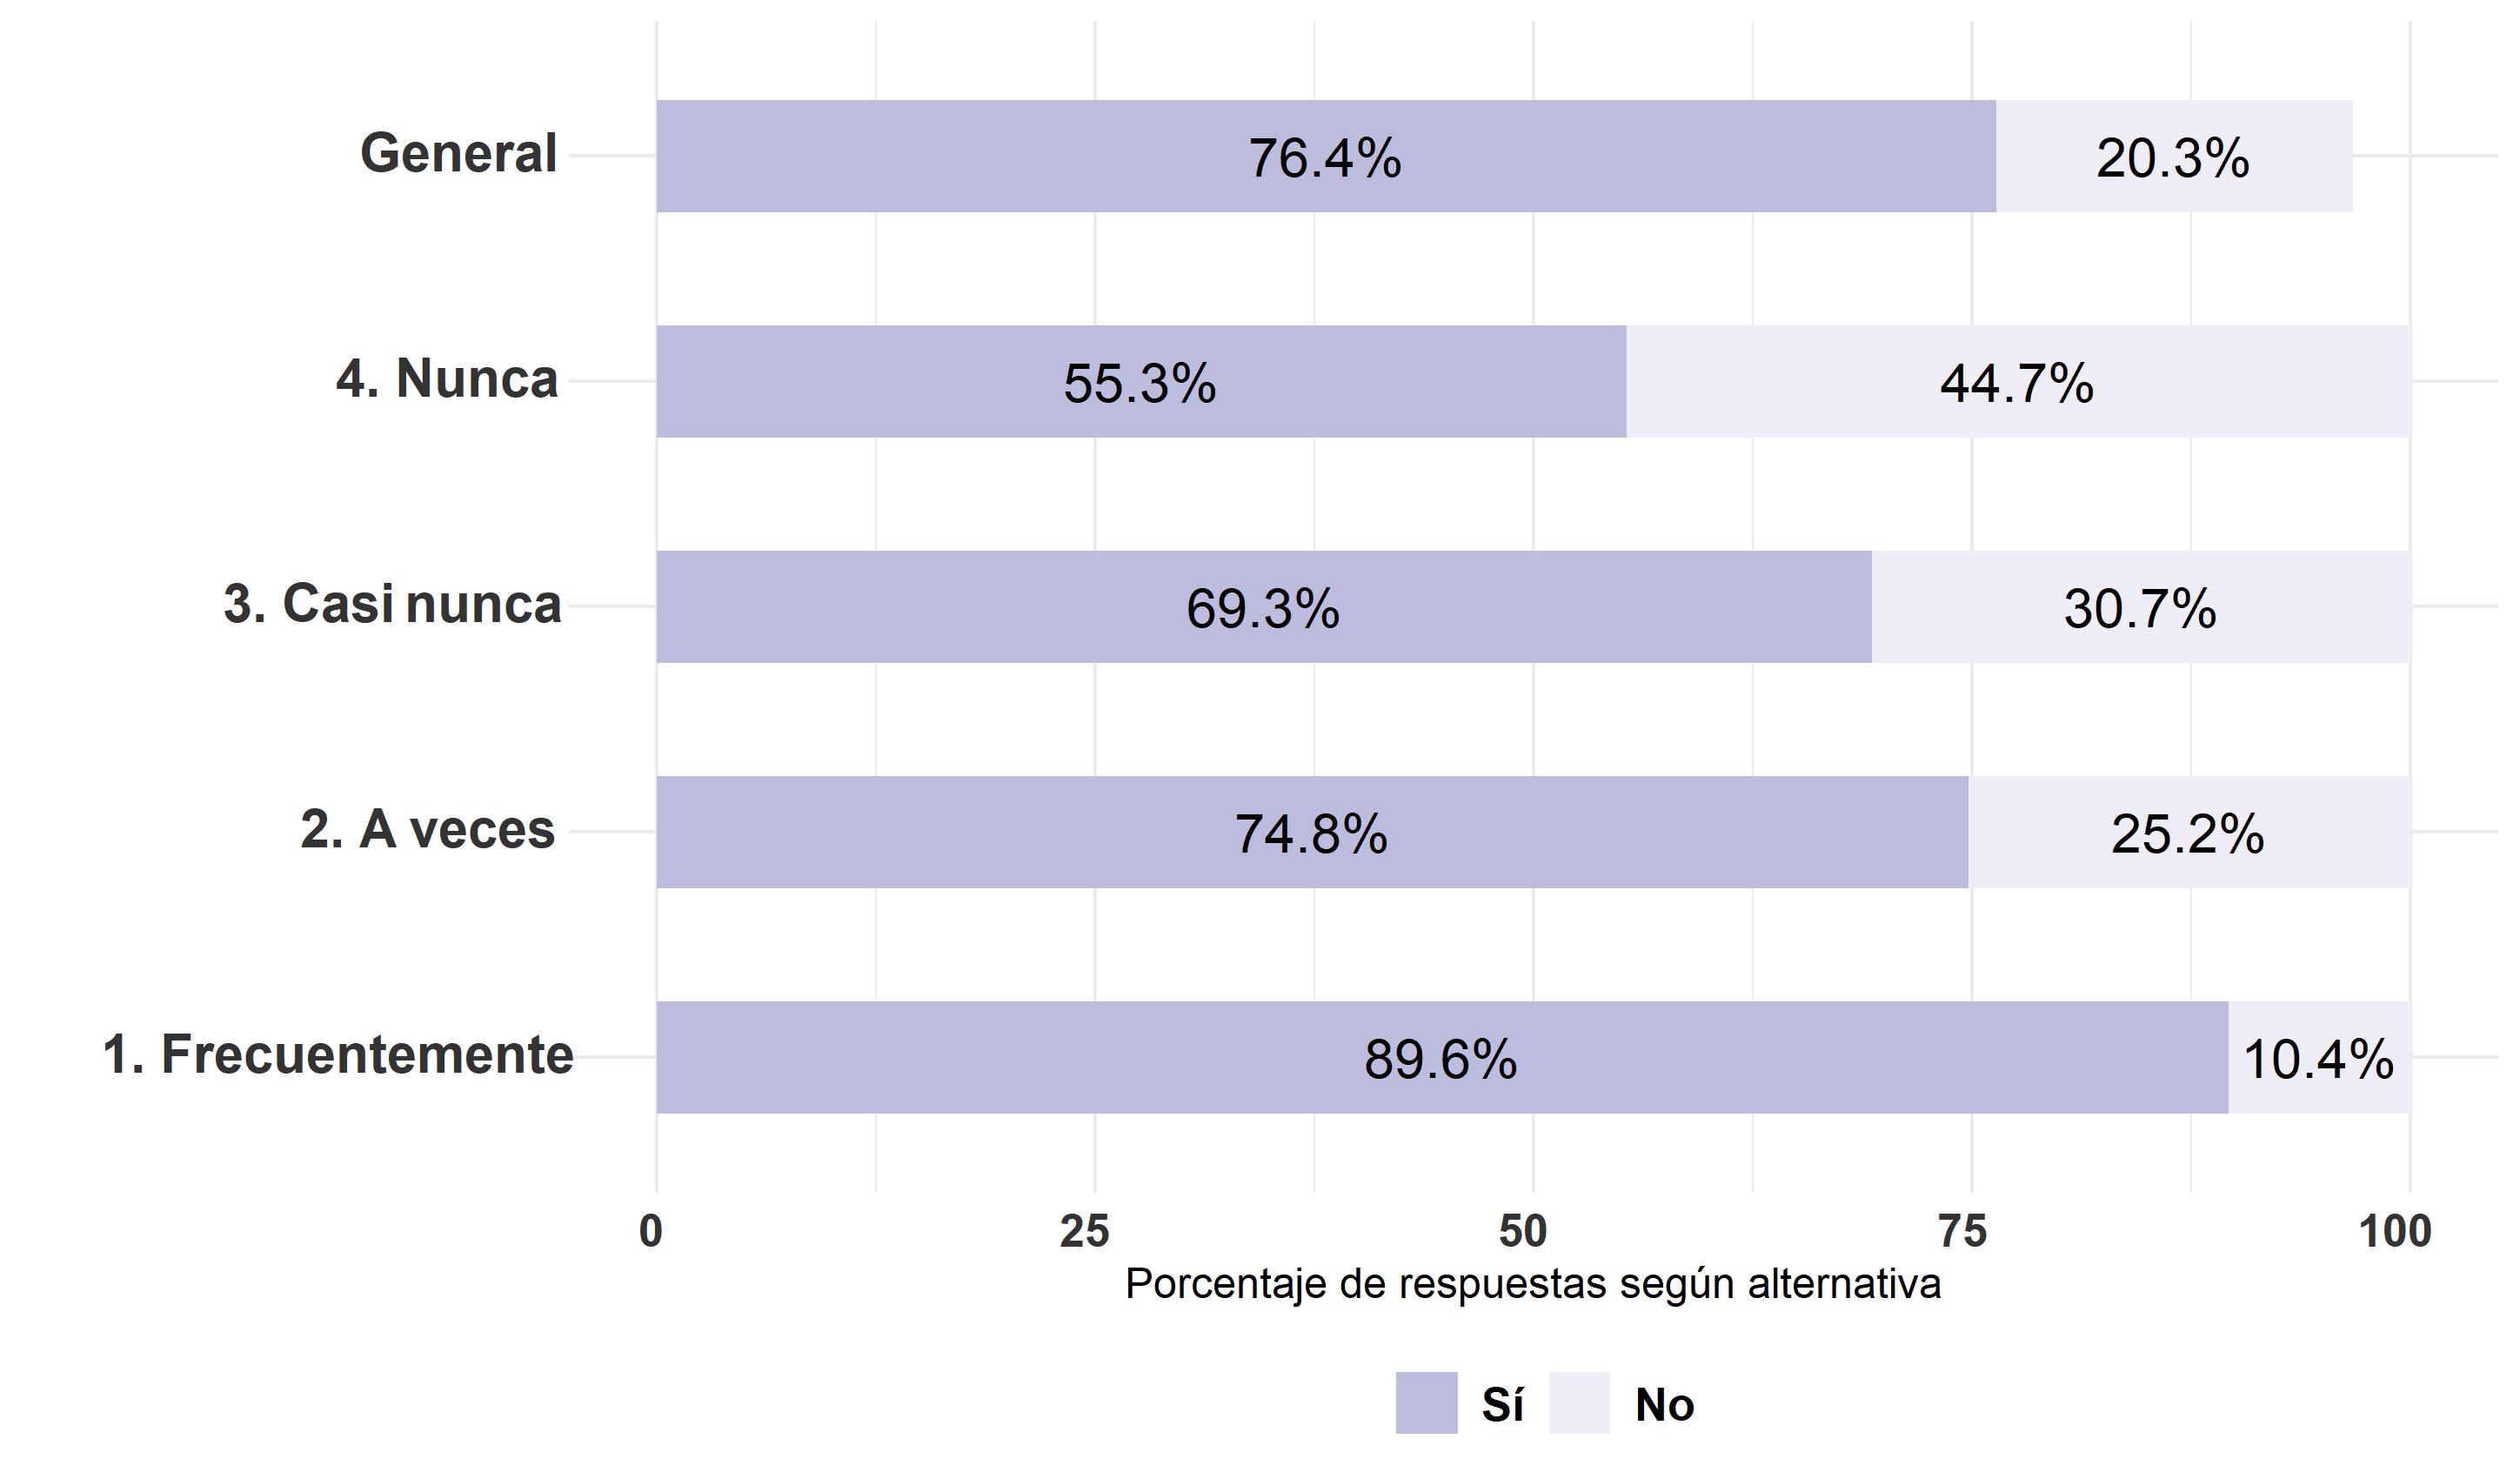 General 76.4% 20.3%
4. Nunca 55.3% 44.7%
3. Casi nunca 69.3% 30.7%
2. A veces 74.8% 25.2%
1. Frecuentemente 89.6% 10.4%
0 25 50 75 100
Porcentaje de respuestas según alternativa
Sí No